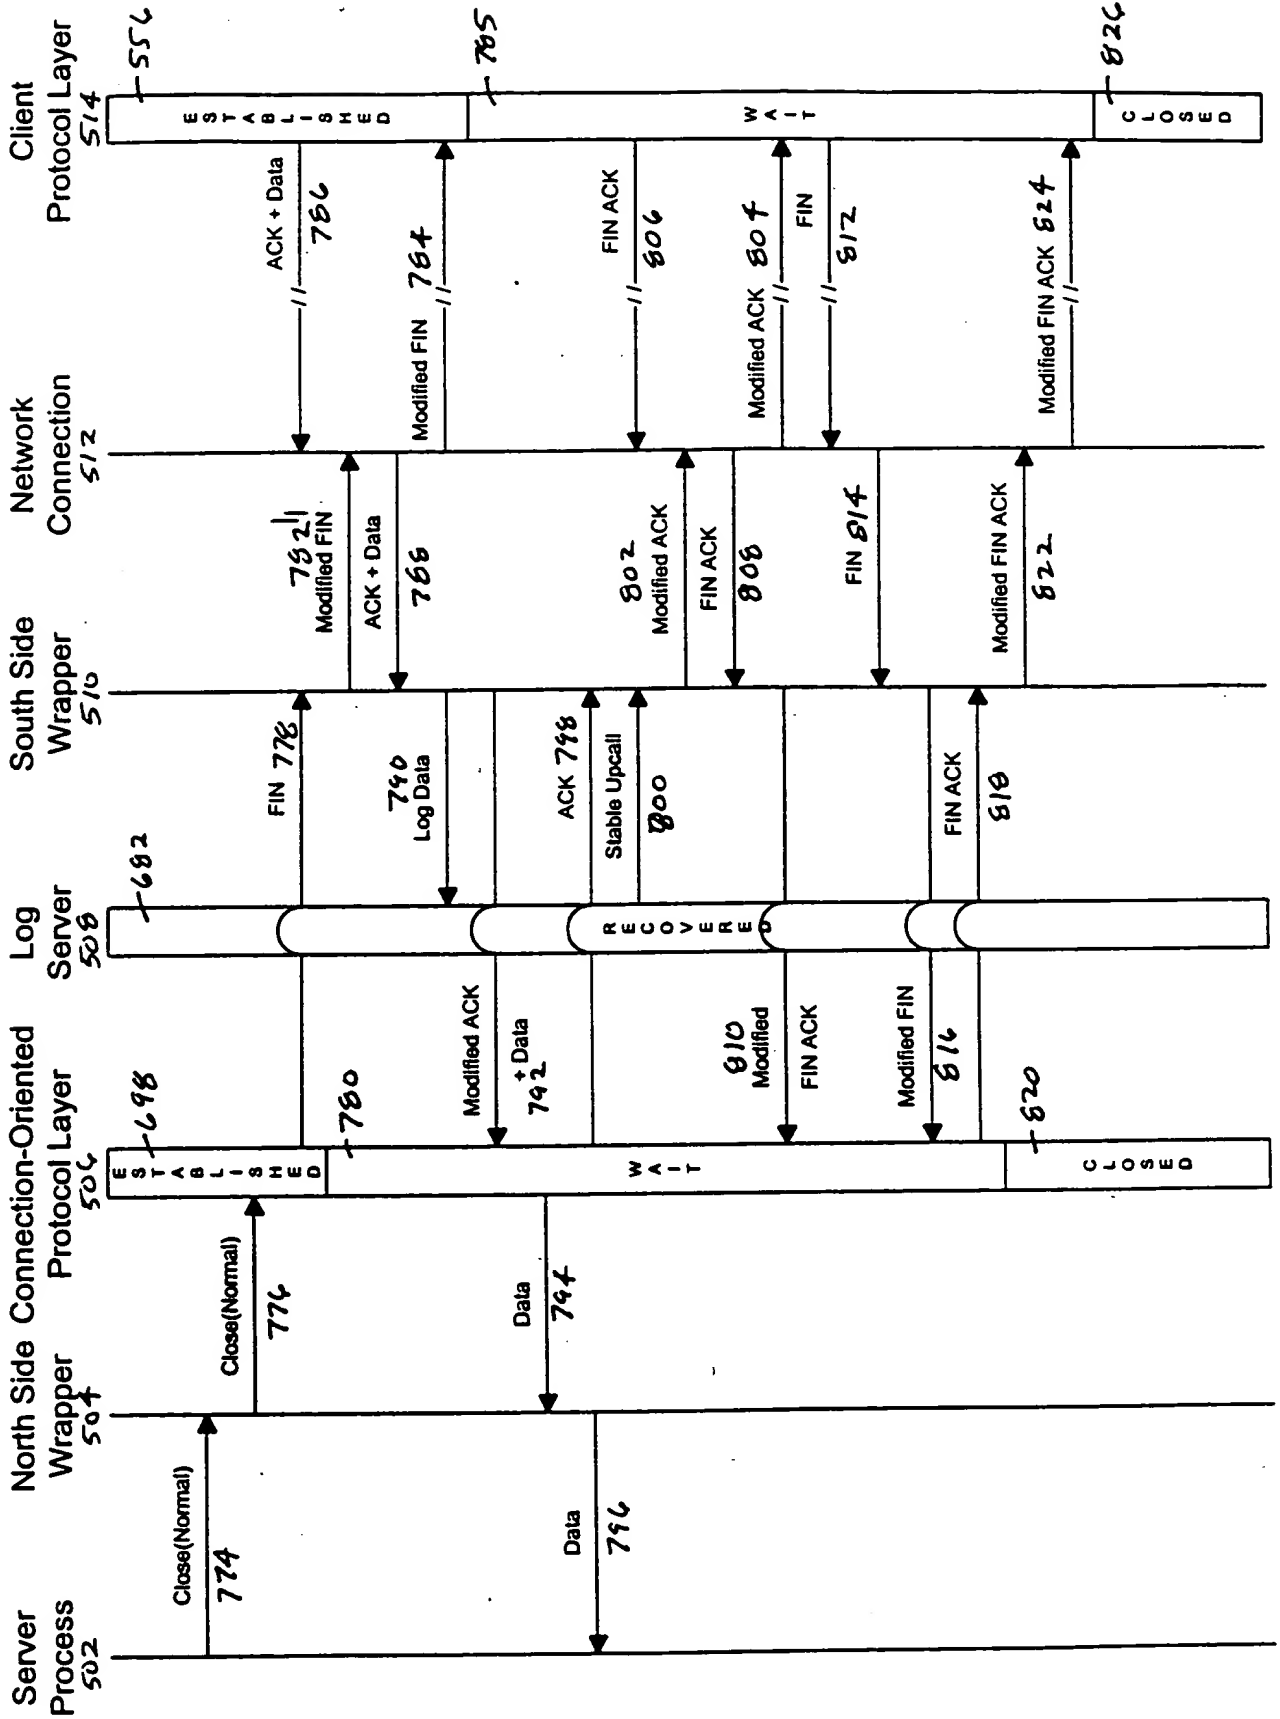 Server
Process
502
North Side
Wrapper
504
Connection-Oriented
Protocol Layer
506
Log
Server
508
South Side
Wrapper
510
Network
Connection
512
Client
Protocol Layer
514
ESTABLISHED
698
682
ESTABLISHED
556
Close(Normal)
774
Close(Normal)
776
FIN 778
780
782
Modified FIN
ACK + Data
786
ACK + Data
788
Modified FIN 784
785
790
Log Data
Modified ACK
+ Data
792
Data
794
Data
796
ACK 798
Stable Upcall
800
RECOVERED
WAIT
WAIT
FIN ACK
806
802
Modified ACK
FIN ACK
808
Modified ACK 804
FIN
812
810
Modified
FIN ACK
FIN 814
Modified FIN
816
FIN ACK
818
820
CLOSED
Modified FIN ACK
822
Modified FIN ACK 824
826
CLOSED